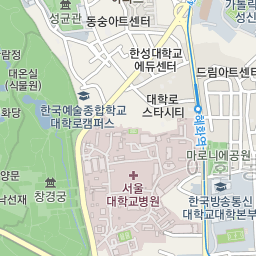 성균관
동숭아트센터
가톨릭
성신
한성대학교
에듀센터
드림아트센터
대온실
(식물원)
대학로
스타시티
한국예술종합학교
대학로캠퍼스
화당
혜화역
마로니에공원
양문
창경궁
낙선재
서울
대학교병원
한국방송통신
대학교대학본부